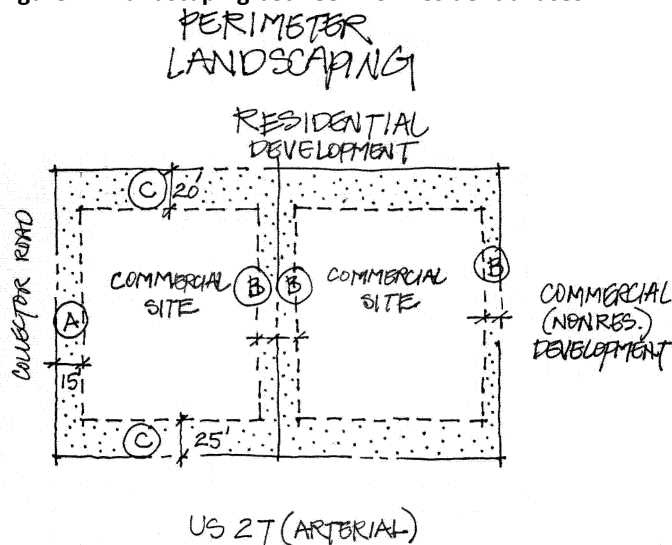 PERIMETER
LANDSCAPING
RESIDENTIAL
DEVELOPMENT
C
20'
COLLECTOR ROAD
COMMERCIAL
SITE
B
B
COMMERCIAL
SITE
B
A
COMMERCIAL
(NONRES.)
DEVELOPMENT
15'
C
25'
US 27 (ARTERIAL)